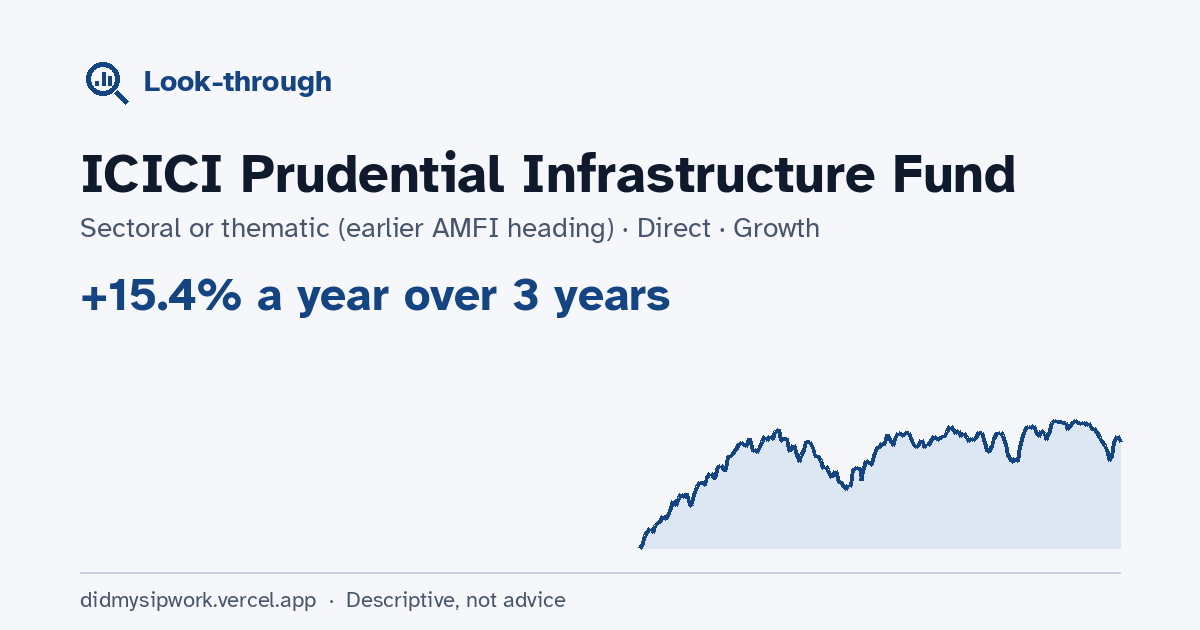 Look-through
ICICI Prudential Infrastructure Fund
Sectoral or thematic (earlier AMFI heading) · Direct · Growth
+15.4% a year over 3 years
didmysipwork.vercel.app · Descriptive, not advice